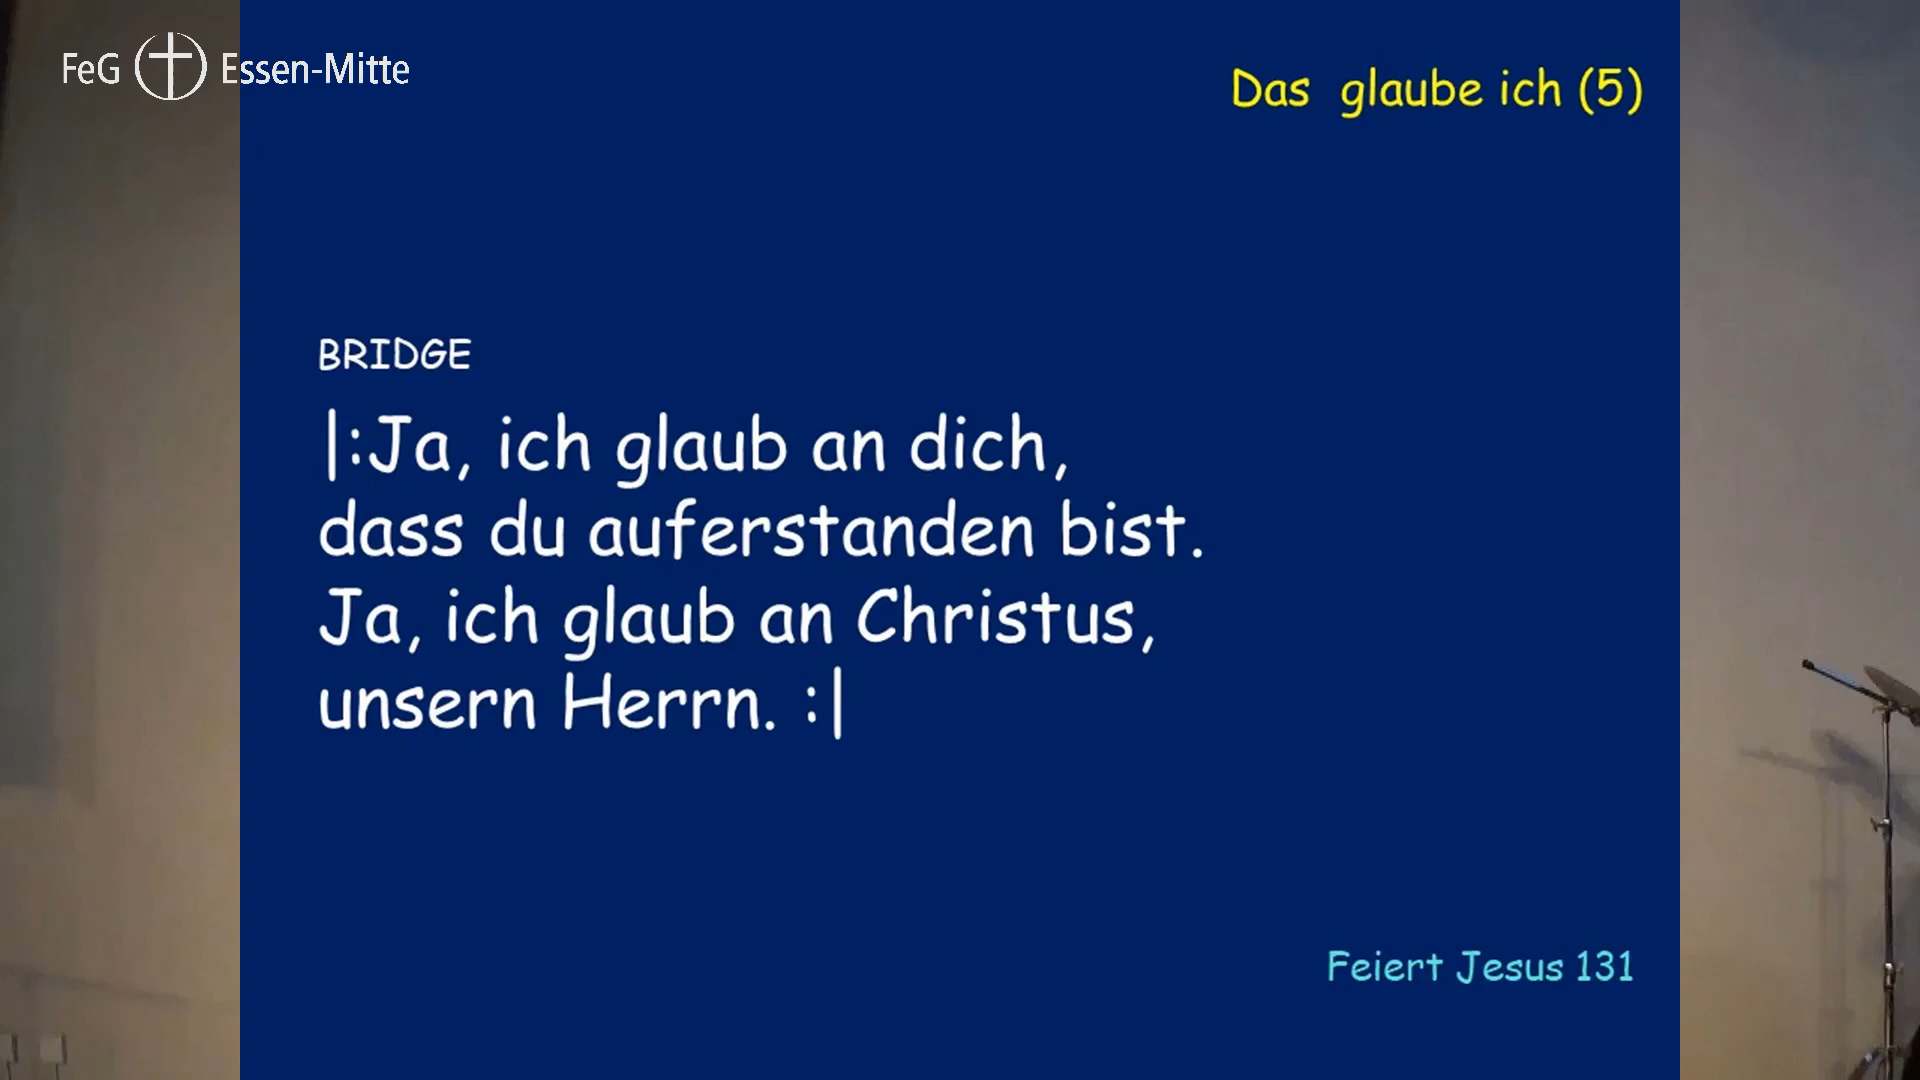 FeG Essen-Mitte
Das glaube ich (5)
BRIDGE
|:Ja, ich glaub an dich,
dass du auferstanden bist.
Ja, ich glaub an Christus,
unsern Herrn. :|
Feiert Jesus 131